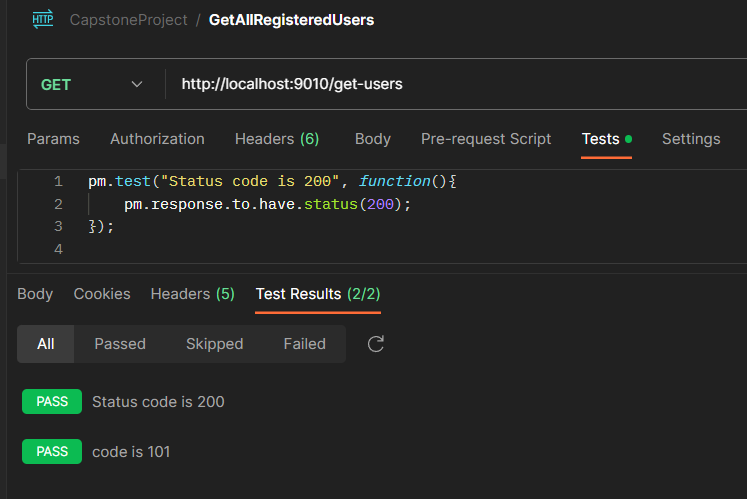 HTTP CapstoneProject / GetAllRegisteredUsers
GET http://localhost:9010/get-users
Params Authorization Headers (6) Body Pre-request Script Tests Settings
1 pm.test("Status code is 200", function(){
2 pm.response.to.have.status(200);
3 });
4
Body Cookies Headers (5) Test Results (2/2)
All Passed Skipped Failed
PASS Status code is 200
PASS code is 101